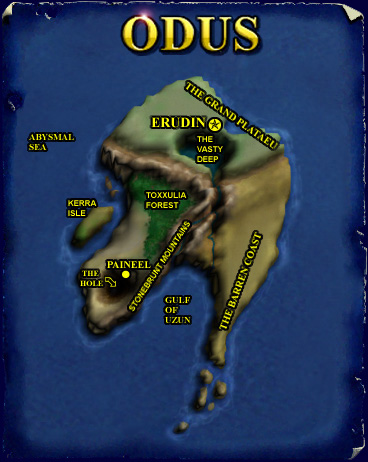 ODUS
THE GRAND PLATAEU
ERUDIN
THE
VASTY
DEEP
ABYSMAL
SEA
TOXXULIA
FOREST
KERRA
ISLE
STONEBRUNT MOUNTAINS
PAINEEL
THE
HOLE
THE BARREN COAST
GULF
OF
UZUN